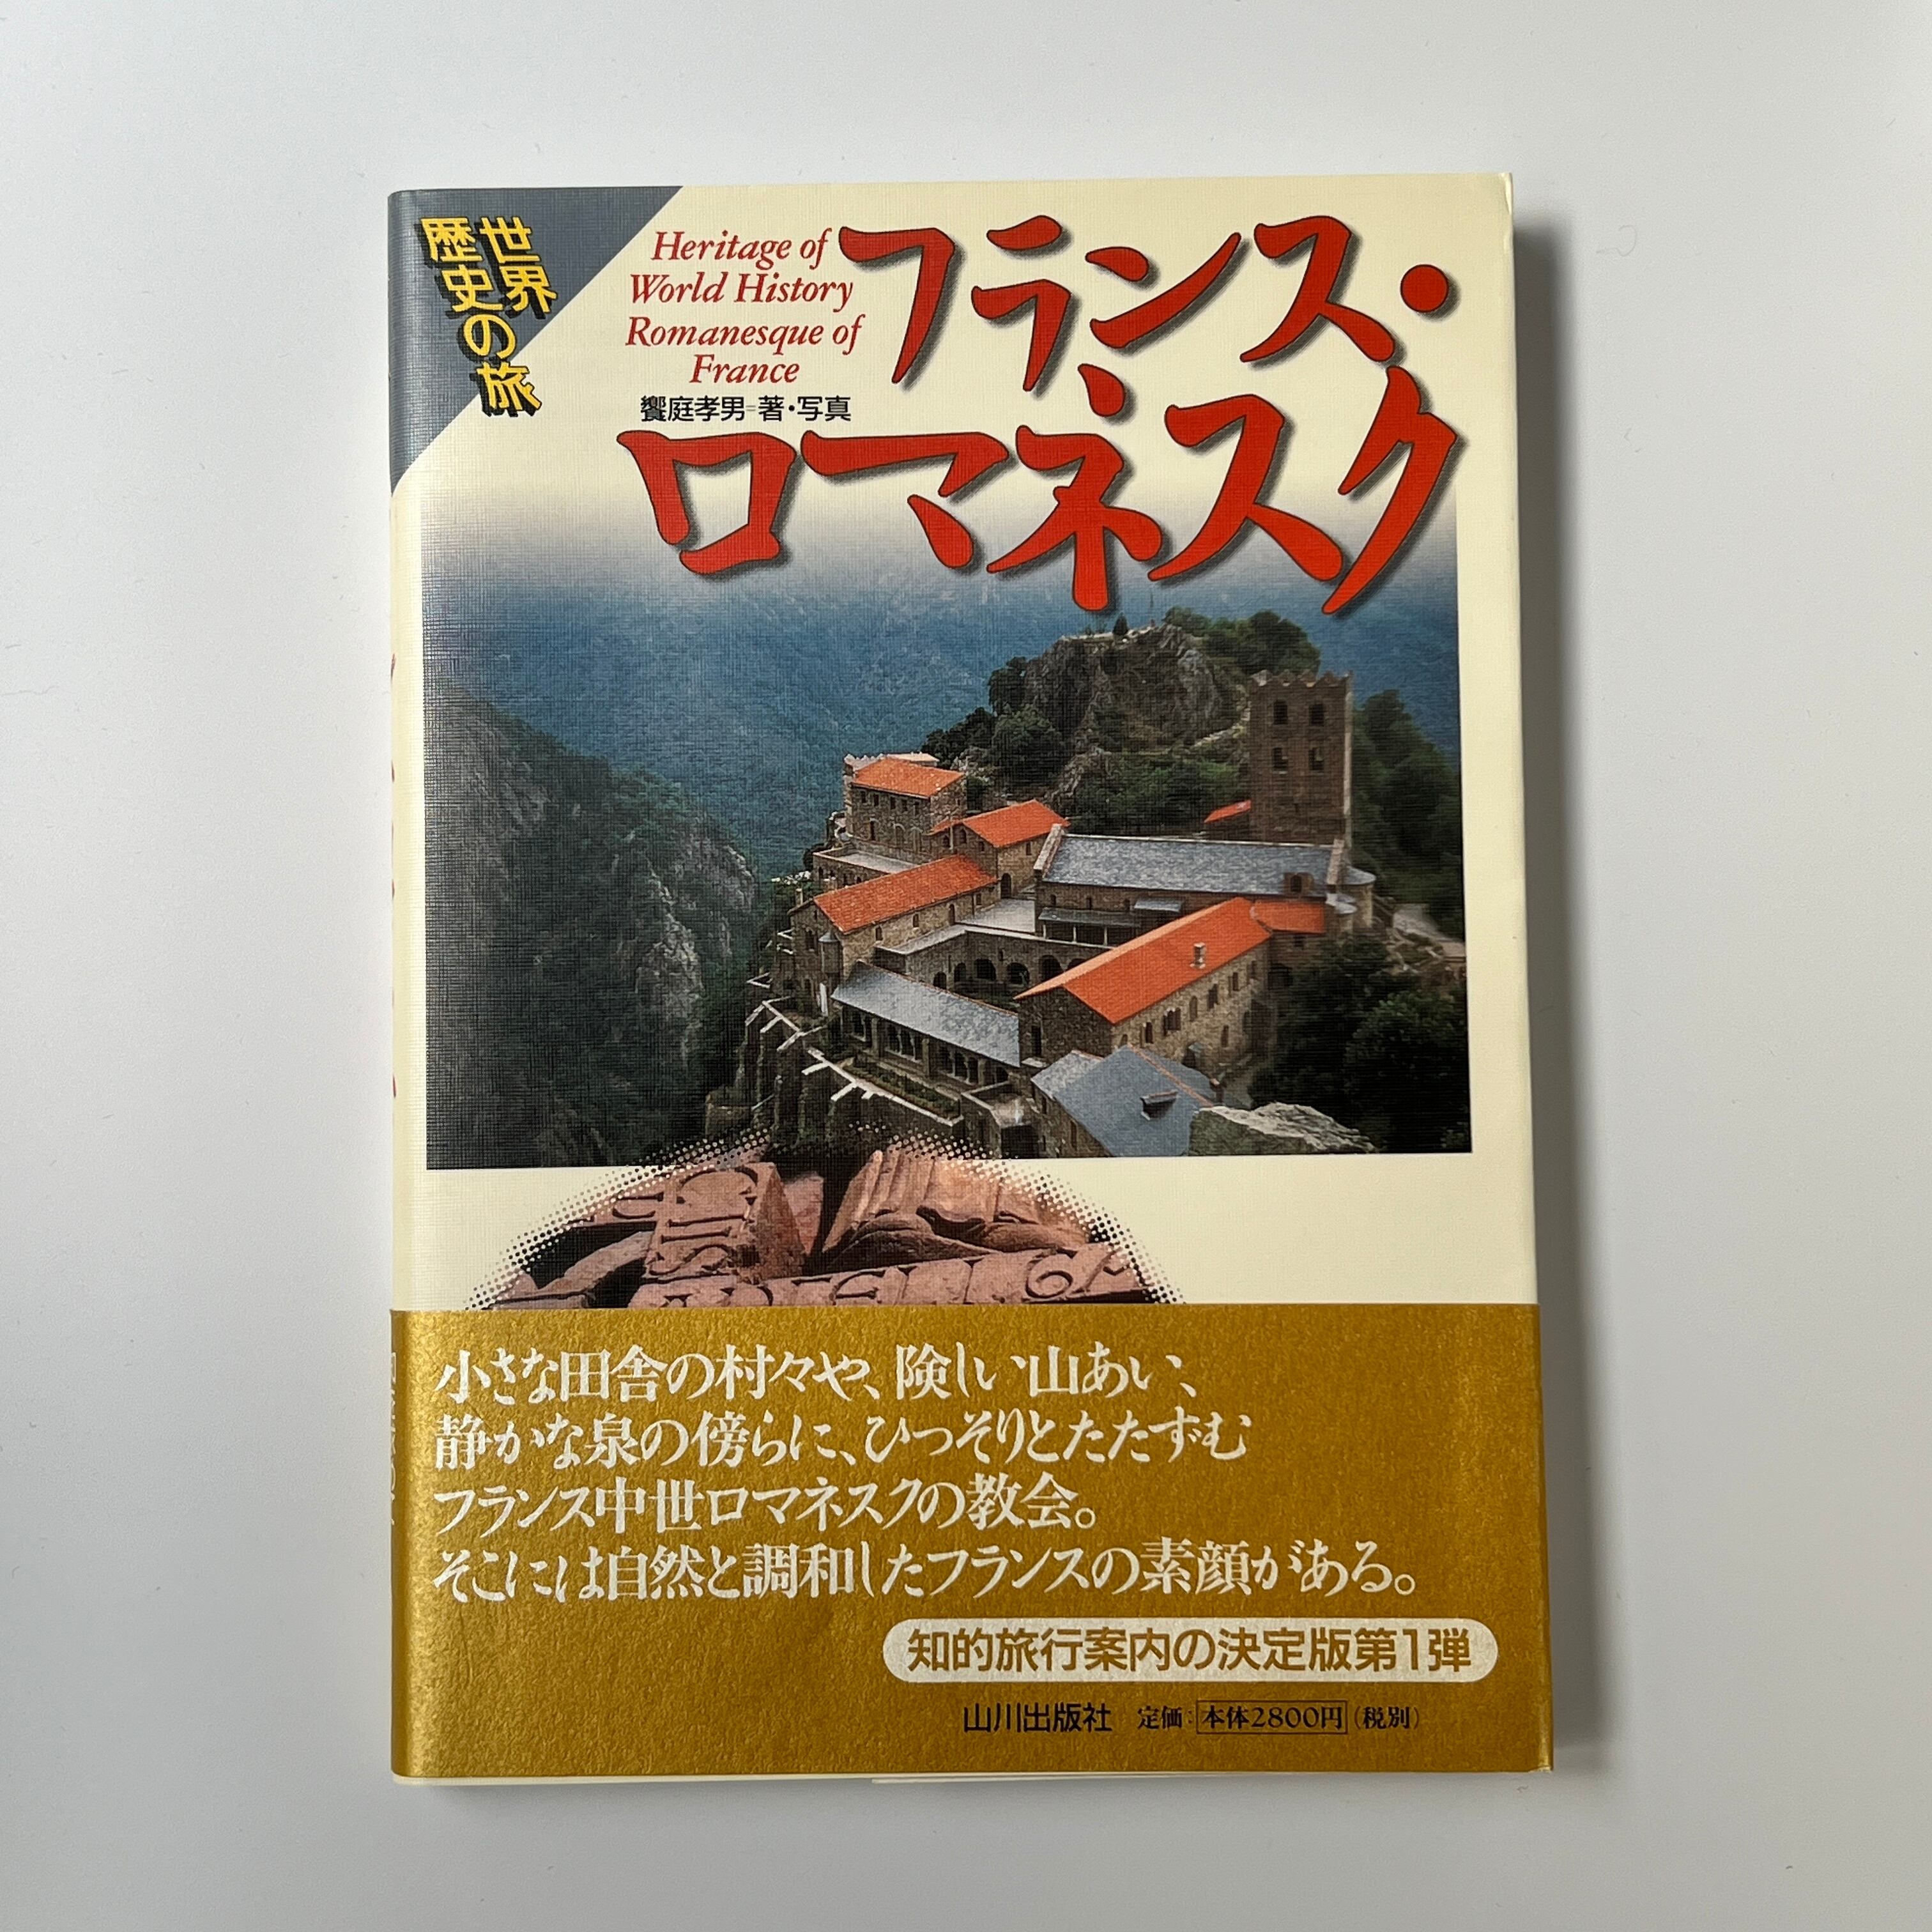 世界
歴史の旅
Heritage of
World History
Romanesque of
France
饗庭孝男=著・写真
フランス・
ロマネスク
小さな田舎の村々や、険しい山あい、
静かな泉の傍らに、ひっそりとたたずむ
フランス中世ロマネスクの教会。
そこには自然と調和したフランスの素顔がある。
知的旅行案内の決定版第1弾
山川出版社 定価:本体2800円(税別)